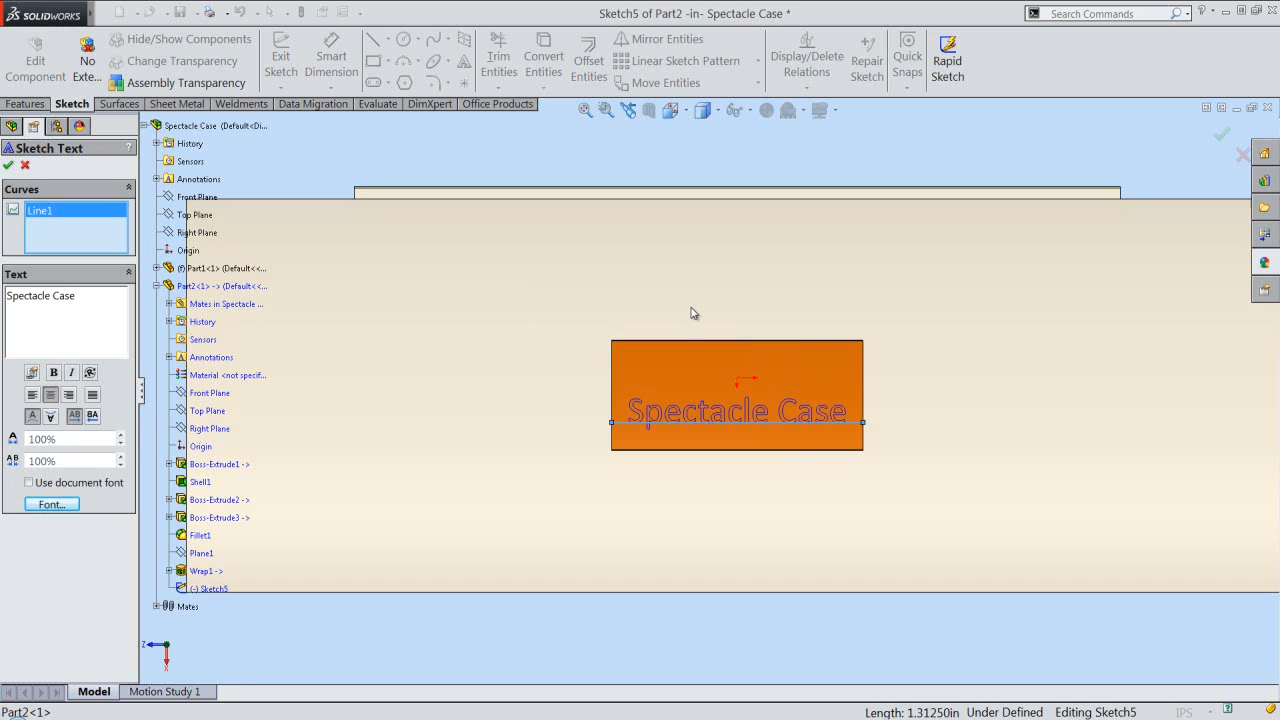 SOLIDWORKS
Sketch5 of Part2 -in- Spectacle Case *
Search Commands
Edit Component
No Exte...
Hide/Show Components
Change Transparency
Assembly Transparency
Exit Sketch
Smart Dimension
Trim Entities
Convert Entities
Offset Entities
Mirror Entities
Linear Sketch Pattern
Move Entities
Display/Delete Relations
Repair Sketch
Quick Snaps
Rapid Sketch
Features
Sketch
Surfaces
Sheet Metal
Weldments
Data Migration
Evaluate
DimXpert
Office Products
Sketch Text
?
Curves
Line1
Text
Spectacle Case
B
I
A
A
AB
BA
A
100%
AB
100%
Use document font
Font...
Spectacle Case (Default<Di...
History
Sensors
Annotations
Front Plane
Top Plane
Right Plane
Origin
(f) Part1<1> (Default<<...
Part2<1> -> (Default<<...
Mates in Spectacle ...
History
Sensors
Annotations
Material <not specif...
Front Plane
Top Plane
Right Plane
Origin
Boss-Extrude1 ->
Shell1
Boss-Extrude2 ->
Boss-Extrude3 ->
Fillet1
Plane1
Wrap1 ->
(-) Sketch5
Mates
Spectacle Case
Z
X
Model
Motion Study 1
Part2<1>
Length: 1.31250in
Under Defined
Editing Sketch5
IPS